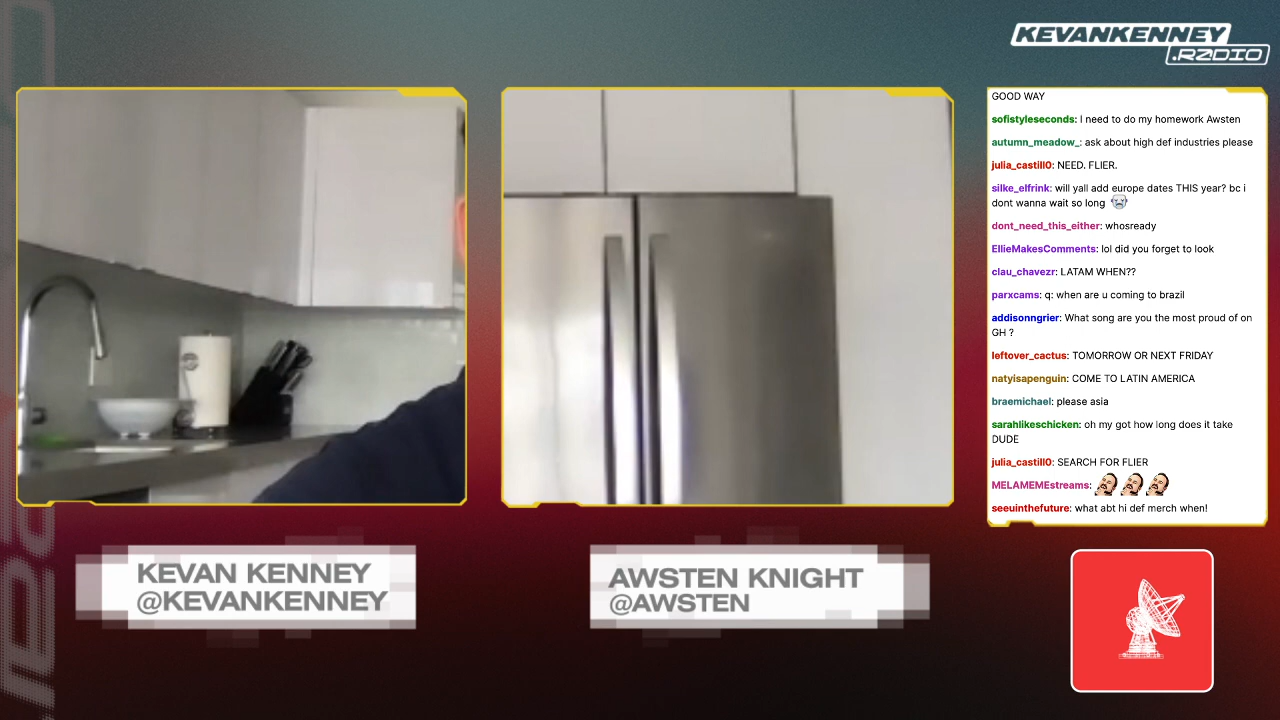 KEVANKENNEY
.RADIO
GOOD WAY
sofistyleseconds: I need to do my homework Awsten
autumn_meadow_: ask about high def industries please
julia_castill0: NEED. FLIER.
silke_elfrink: will yall add europe dates THIS year? bc i
dont wanna wait so long
dont_need_this_either: whosready
EllieMakesComments: lol did you forget to look
clau_chavezr: LATAM WHEN??
parxcams: q: when are u coming to brazil
addisonngrier: What song are you the most proud of on
GH ?
leftover_cactus: TOMORROW OR NEXT FRIDAY
natyisapenguin: COME TO LATIN AMERICA
braemichael: please asia
sarahlikeschicken: oh my got how long does it take
DUDE
julia_castill0: SEARCH FOR FLIER
MELAMEMEstreams:
seeuinthefuture: what abt hi def merch when!
KEVAN KENNEY
@KEVANKENNEY
AWSTEN KNIGHT
@AWSTEN